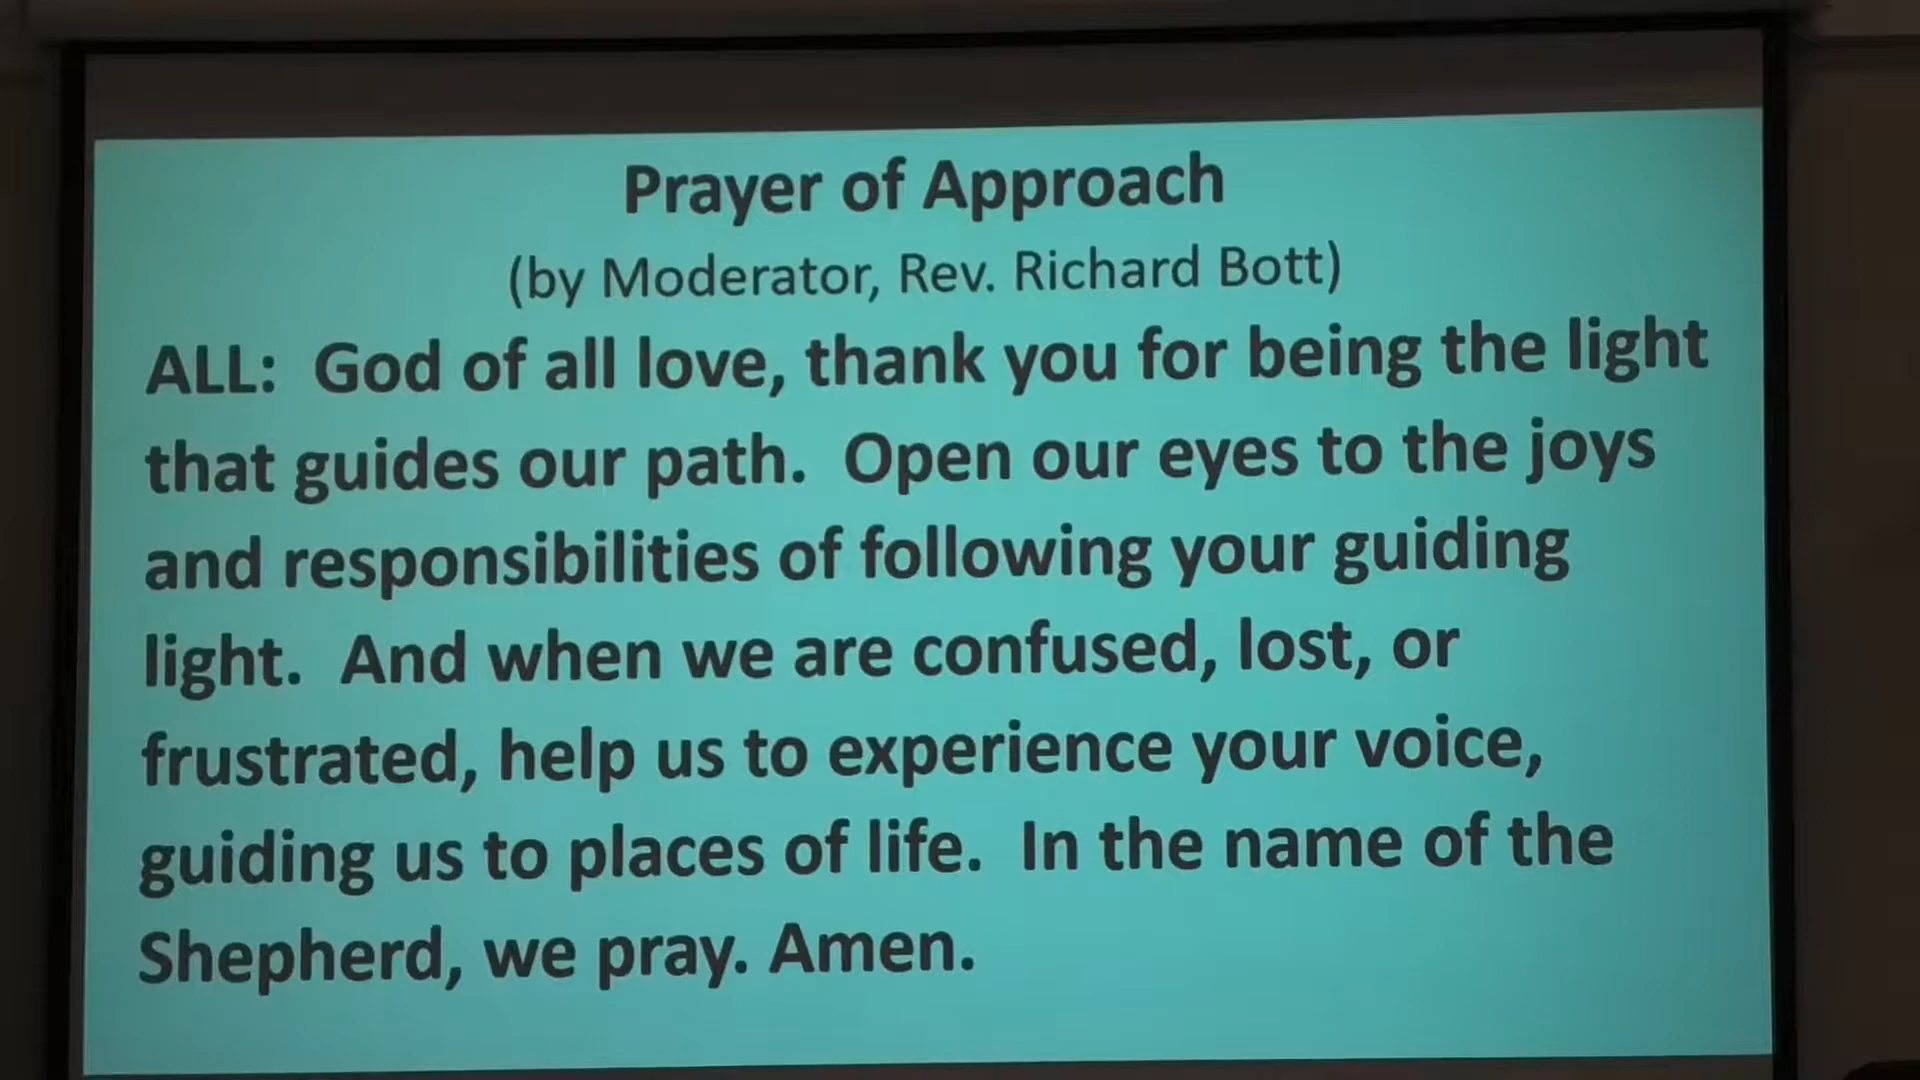 Prayer of Approach
(by Moderator, Rev. Richard Bott)
ALL:  God of all love, thank you for being the light
that guides our path.  Open our eyes to the joys
and responsibilities of following your guiding
light.  And when we are confused, lost, or
frustrated, help us to experience your voice,
guiding us to places of life.  In the name of the
Shepherd, we pray. Amen.